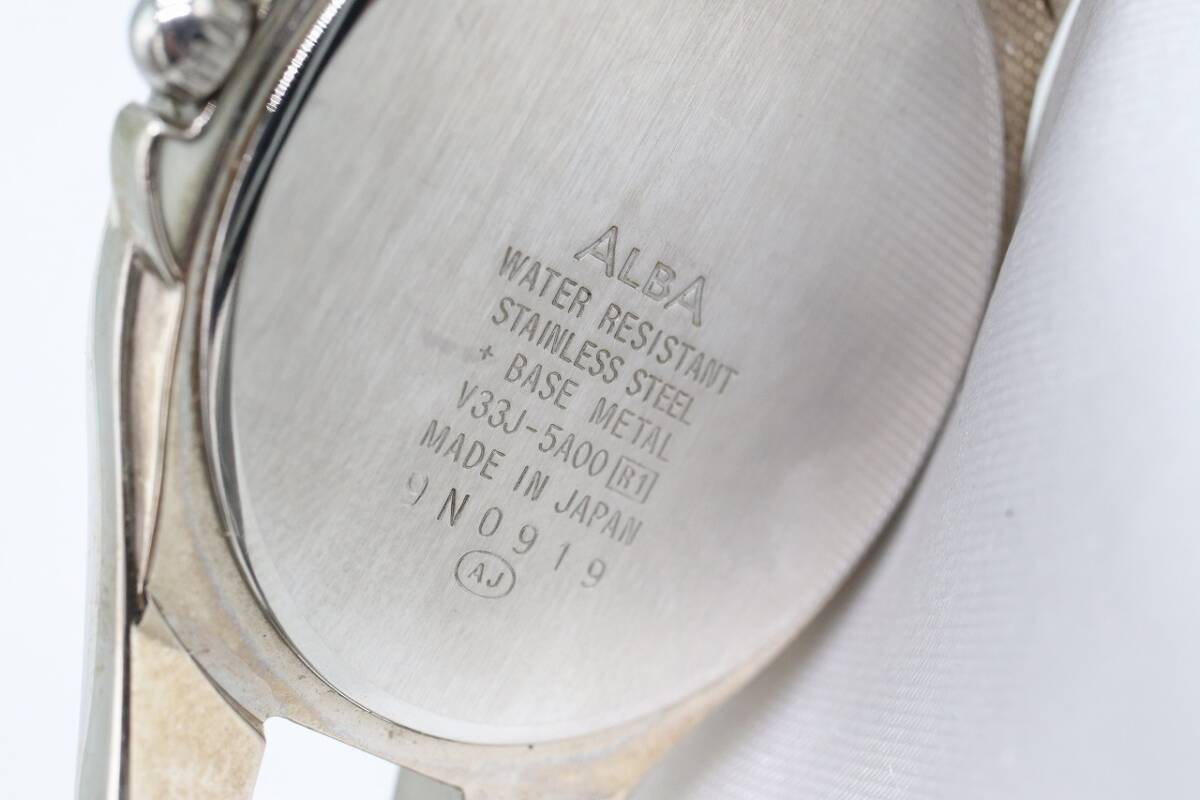 ALBA
WATER RESISTANT
STAINLESS STEEL
+ BASE METAL
V33J-5A00 R1
MADE IN JAPAN
9N0919
AJ